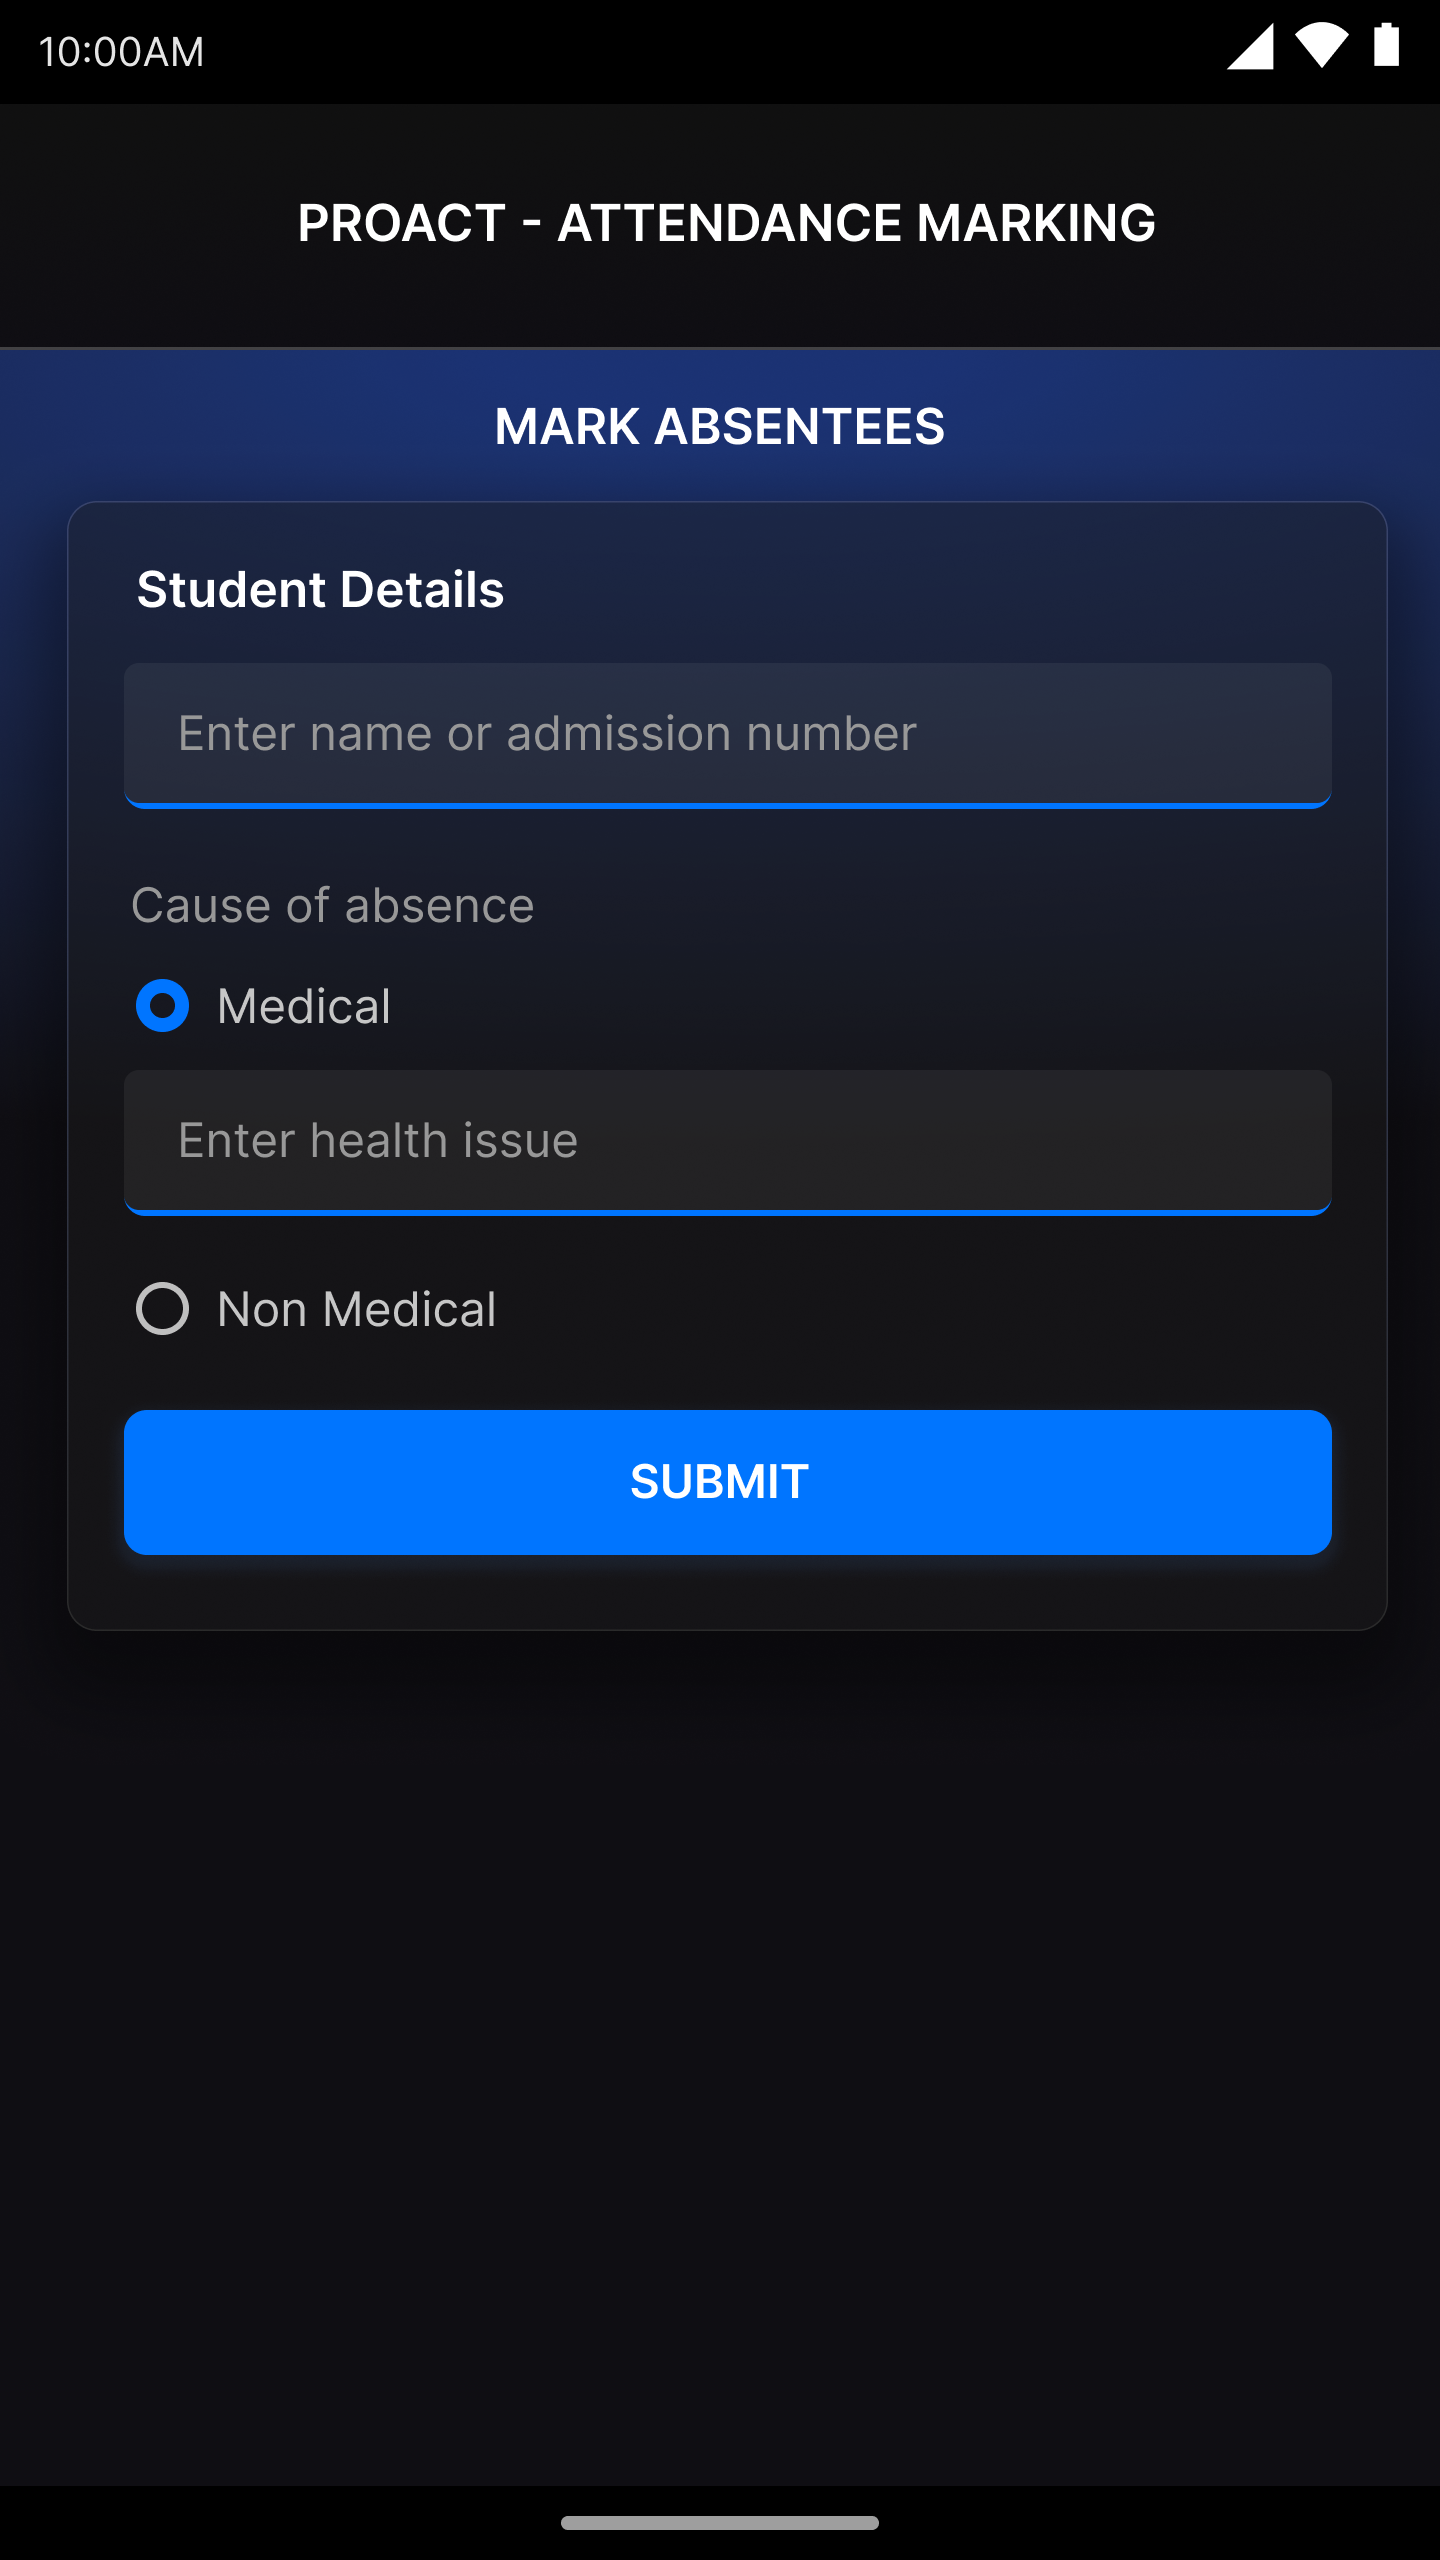 10:00AM
PROACT - ATTENDANCE MARKING
MARK ABSENTEES
Student Details
Enter name or admission number
Cause of absence
Medical
Enter health issue
Non Medical
SUBMIT